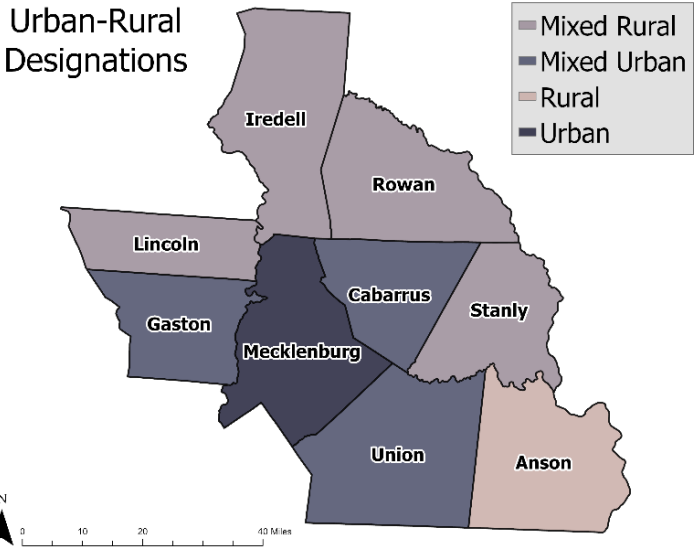 Urban-Rural
Designations
Mixed Rural
Mixed Urban
Rural
Urban
Iredell
Rowan
Lincoln
Cabarrus
Stanly
Gaston
Mecklenburg
Union
Anson
N
0 10 20 40 Miles